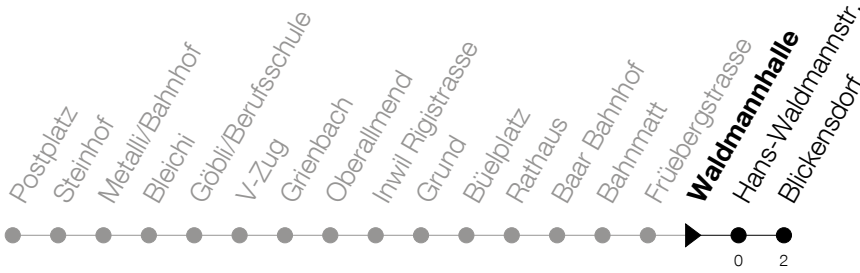 Postplatz
Steinhof
Metalli/Bahnhof
Bleichi
Göbli/Berufsschule
V-Zug
Grienbach
Oberallmend
Inwil Rigistrasse
Grund
Büelplatz
Rathaus
Baar Bahnhof
Bahnmatt
Früebergstrasse
Waldmannhalle
Hans-Waldmannstr.
Blickensdorf
0 2